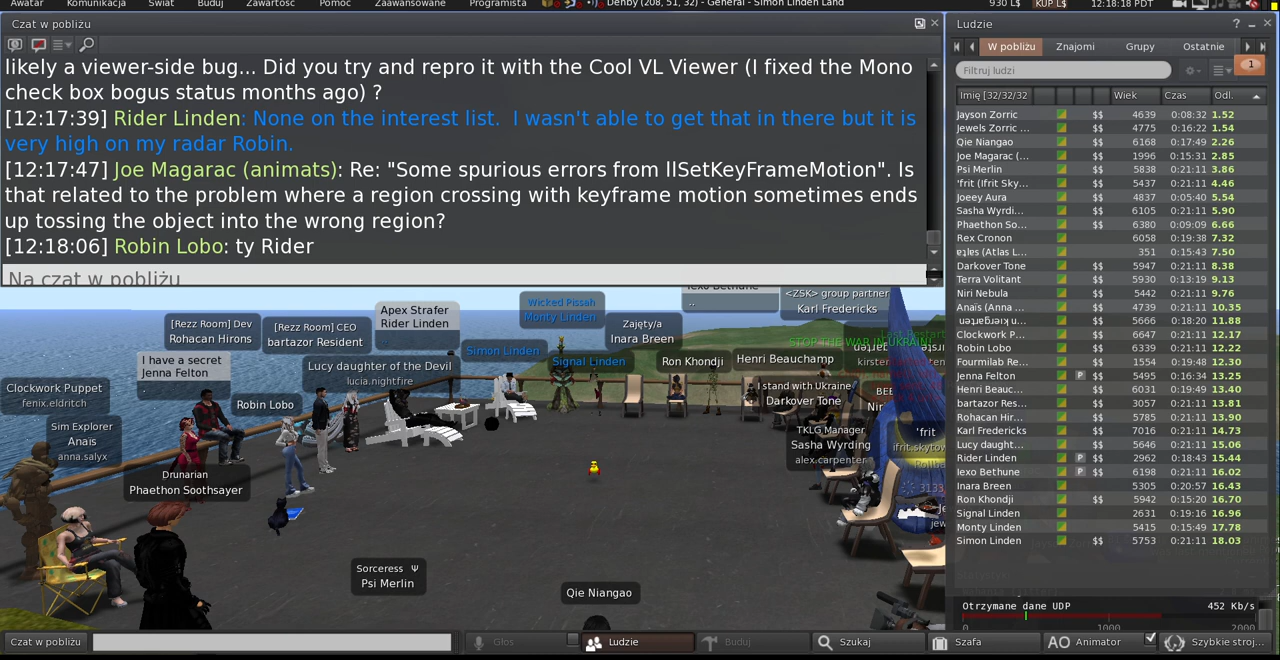 Awatar Komunikacja Świat Buduj Zawartość Pomoc Zaawansowane Programista Denby (208, 51, 32) - General - Simon Linden Land 930 L$ KUP L$ 12:18:18 PDT
Czat w pobliżu
likely a viewer-side bug... Did you try and repro it with the Cool VL Viewer (I fixed the Mono
check box bogus status months ago) ?
[12:17:39] Rider Linden: None on the interest list.  I wasn't able to get that in there but it is
very high on my radar Robin.
[12:17:47] Joe Magarac (animats): Re: "Some spurious errors from llSetKeyFrameMotion". Is
that related to the problem where a region crossing with keyframe motion sometimes ends
up tossing the object into the wrong region?
[12:18:06] Robin Lobo: ty Rider
Na czat w pobliżu
Iexo Bethune
..
<ZSK> group partner
Karl Fredericks
Wicked Pissah
Monty Linden
Apex Strafer
Rider Linden
[Rezz Room] Dev
Rohacan Hirons
[Rezz Room] CEO
bartazor Resident
Zajęty/a
Inara Breen
STOP THE WAR IN UKRAIN
Simon Linden
Signal Linden
Ron Khondji
Henri Beauchamp
I have a secret
Jenna Felton
.
Lucy daughter of the Devil
lucia.nightfire
Clockwork Puppet
fenix.eldritch
I stand with Ukraine
Darkover Tone
Robin Lobo
Sim Explorer
Anais
anna.salyx
TKLG Manager
Sasha Wyrding
alex.carpenter
'frit
Drunarian
Phaethon Soothsayer
Sorceress Ψ
Psi Merlin
Qie Niangao
Ludzie
W pobliżu Znajomi Grupy Ostatnie
Filtruj ludzi
1
Imię [32/32/32 Wiek Czas Odl.
Jayson Zorric $$ 4639 0:08:32 1.52
Jewels Zorric ... $$ 4775 0:16:22 1.54
Qie Niangao $$ 6168 0:17:49 2.26
Joe Magarac (... $$ 1996 0:15:31 2.85
Psi Merlin $$ 5838 0:21:11 3.86
'frit (Ifrit Sky... $$ 5437 0:21:11 4.46
Joeey Aura $$ 4837 0:05:40 5.54
Sasha Wyrdi... $$ 6105 0:21:11 5.90
Phaethon So... $$ 6380 0:09:09 6.66
Rex Cronon 6058 0:19:38 7.32
(Atlas L... 351 0:15:43 7.50
Darkover Tone $$ 5947 0:21:11 8.38
Terra Volitant $$ 5930 0:13:19 9.13
Niri Nebula $$ 5442 0:21:11 9.76
Anaïs (Anna ... $$ 4739 0:21:11 10.35
$$ 5666 0:18:20 11.88
Clockwork P... $$ 6647 0:21:11 12.17
Robin Lobo $$ 6339 0:21:11 12.22
Fourmilab Re... $$ 1554 0:19:48 12.30
Jenna Felton P $$ 5495 0:16:34 13.25
Henri Beauc... $$ 6031 0:19:49 13.40
bartazor Res... $$ 3057 0:21:11 13.81
Rohacan Hir... $$ 5785 0:21:11 13.90
Karl Fredericks $$ 7016 0:21:11 14.73
Lucy daught... $$ 5646 0:21:11 15.06
Rider Linden P $$ 2962 0:18:43 15.44
Iexo Bethune P $$ 6198 0:21:11 16.02
Inara Breen 5305 0:20:57 16.43
Ron Khondji $$ 5942 0:15:20 16.70
Signal Linden 2631 0:19:16 16.96
Monty Linden 5415 0:15:49 17.78
Simon Linden $$ 5753 0:21:11 18.03
Otrzymane dane UDP 452 Kb/s
0 1000 2000
Czat w pobliżu Głos Ludzie Buduj Szukaj Szafa AO Animator Szybkie stroj...